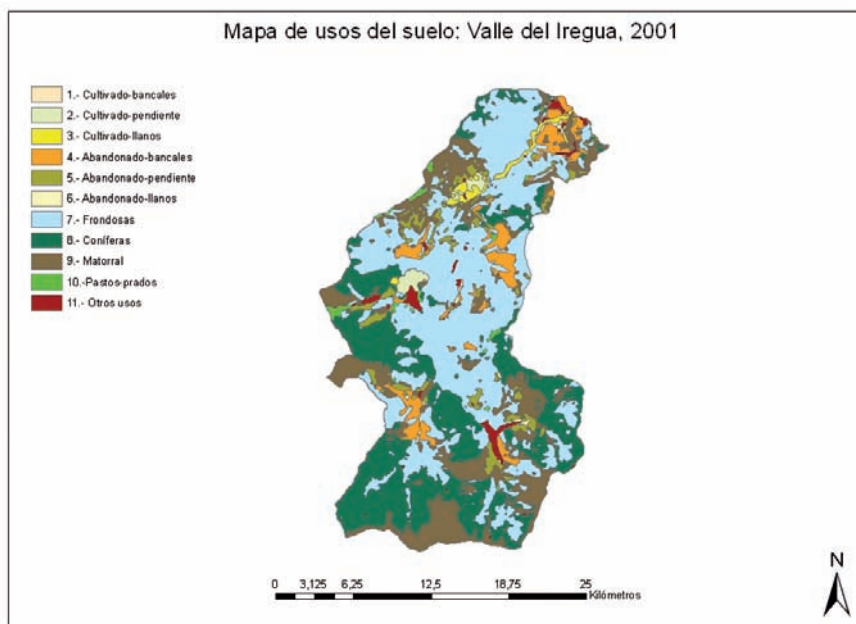 Mapa de usos del suelo: Valle del Iregua, 2001
1.- Cultivado-bancales
2.- Cultivado-pendiente
3.- Cultivado-llanos
4.- Abandonado-bancales
5.- Abandonado-pendiente
6.- Abandonado-llanos
7.- Frondosas
8.- Coníferas
9.- Matorral
10.-Pastos-prados
11.- Otros usos
N
0 3,125 6,25 12,5 18,75 25
Kilómetros